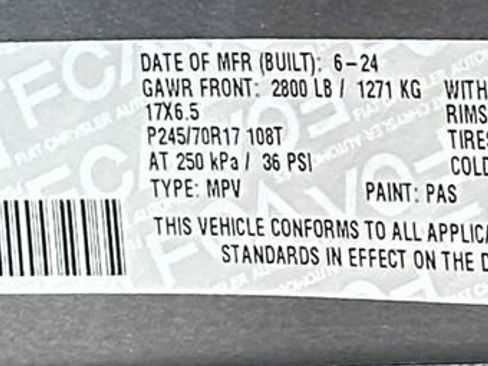 DATE OF MFR (BUILT): 6-24
GAWR FRONT: 2800 LB / 1271 KG WITH
17X6.5 RIMS
P245/70R17 108T TIRES
AT 250 kPa / 36 PSI COLD
TYPE: MPV PAINT: PAS
THIS VEHICLE CONFORMS TO ALL APPLICA
STANDARDS IN EFFECT ON THE D